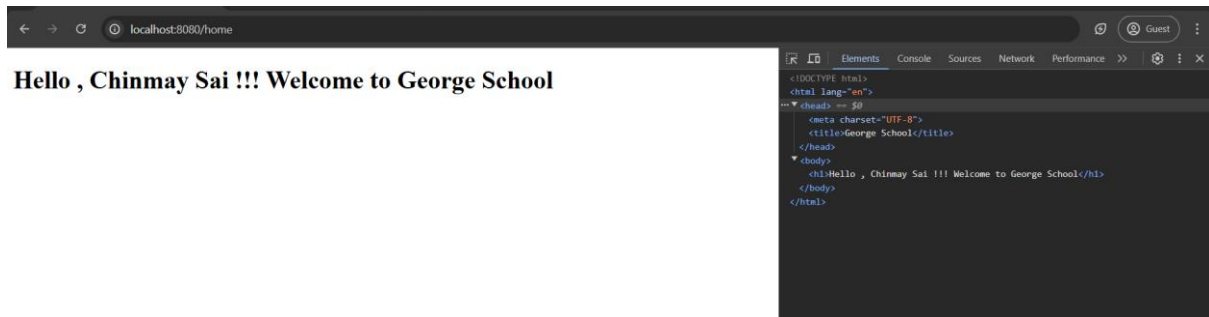 localhost:8080/home
Guest
Hello , Chinmay Sai !!! Welcome to George School
Elements Console Sources Network Performance
<!DOCTYPE html>
<html lang="en">
<head> == $0
<meta charset="UTF-8">
<title>George School</title>
</head>
<body>
<h1>Hello , Chinmay Sai !!! Welcome to George School</h1>
</body>
</html>